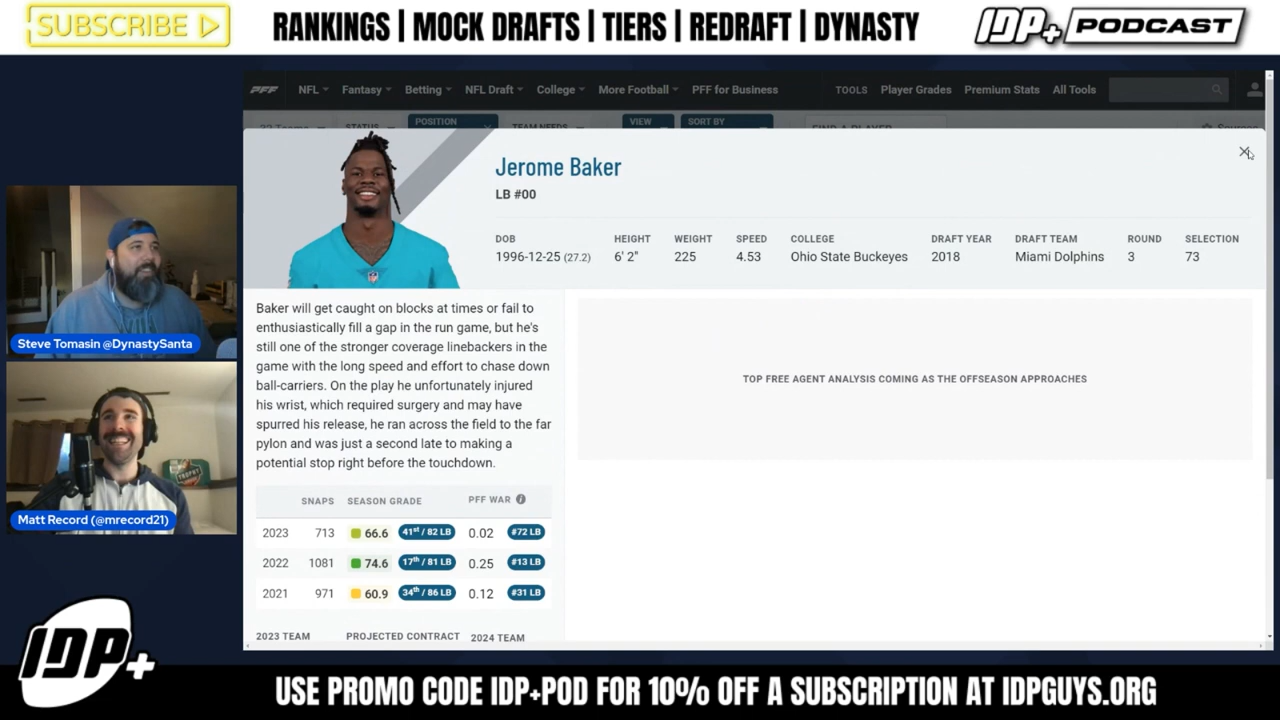 SUBSCRIBE
RANKINGS | MOCK DRAFTS | TIERS | REDRAFT | DYNASTY
IDP+ PODCAST
PFF NFL Fantasy Betting NFL Draft College More Football PFF for Business TOOLS Player Grades Premium Stats All Tools
STATUS POSITION TEAM NEEDS VIEW SORT BY
Jerome Baker
LB #00
DOB HEIGHT WEIGHT SPEED COLLEGE DRAFT YEAR DRAFT TEAM ROUND SELECTION
1996-12-25 (27.2) 6' 2" 225 4.53 Ohio State Buckeyes 2018 Miami Dolphins 3 73
Baker will get caught on blocks at times or fail to
enthusiastically fill a gap in the run game, but he's
still one of the stronger coverage linebackers in the
game with the long speed and effort to chase down
ball-carriers. On the play he unfortunately injured
his wrist, which required surgery and may have
spurred his release, he ran across the field to the far
pylon and was just a second late to making a
potential stop right before the touchdown.
TOP FREE AGENT ANALYSIS COMING AS THE OFFSEASON APPROACHES
SNAPS SEASON GRADE PFF WAR
2023 713 66.6 41st / 82 LB 0.02 #72 LB
2022 1081 74.6 17th / 81 LB 0.25 #13 LB
2021 971 60.9 34th / 86 LB 0.12 #31 LB
2023 TEAM PROJECTED CONTRACT 2024 TEAM
Steve Tomasin @DynastySanta
Matt Record (@mrecord21)
IDP+
USE PROMO CODE IDP+POD FOR 10% OFF A SUBSCRIPTION AT IDPGUYS.ORG